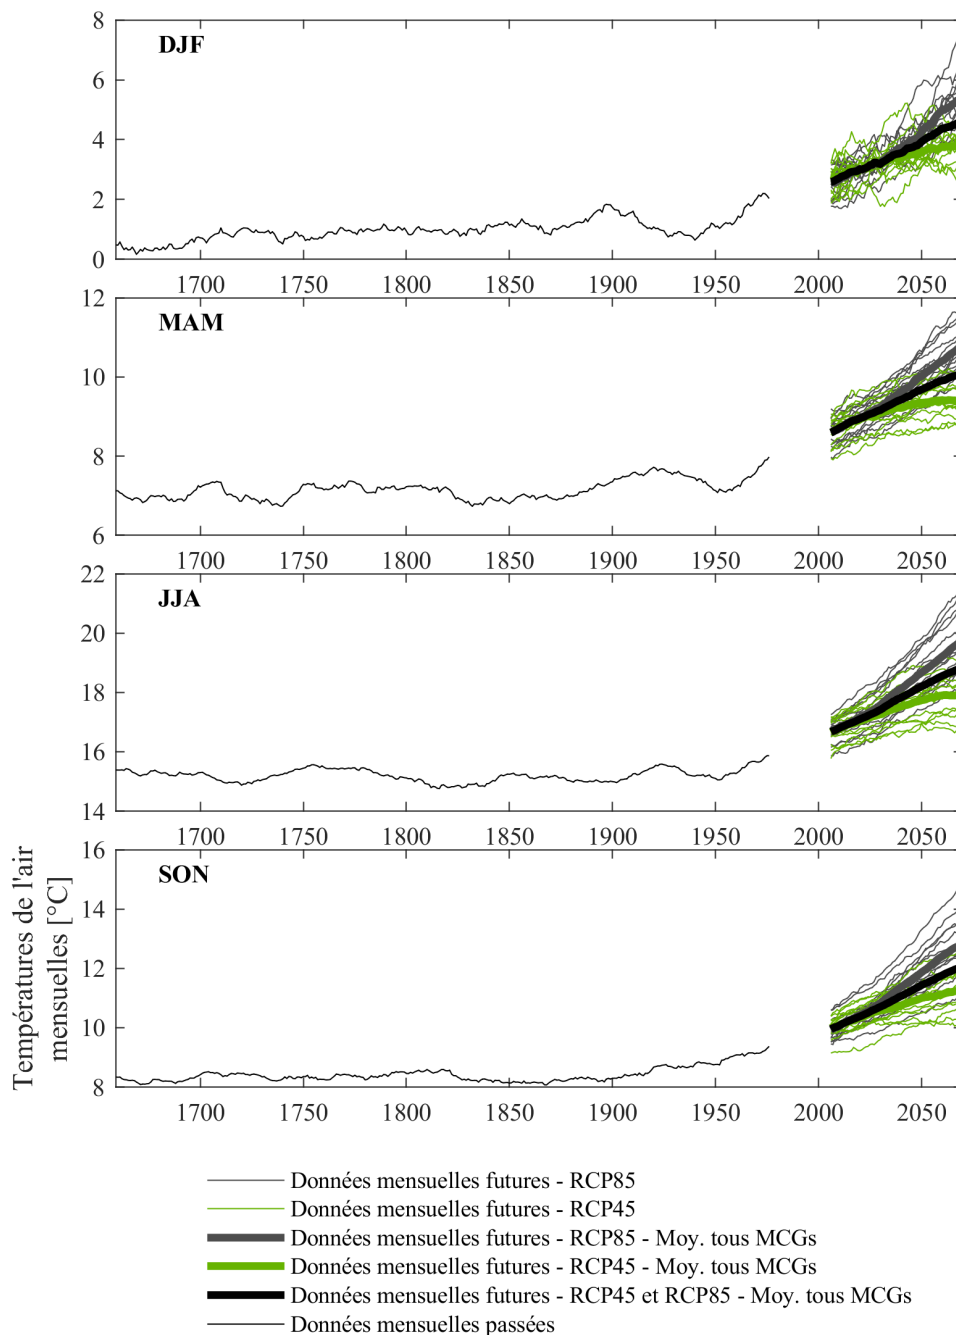 8
DJF
6
4
2
0
1700 1750 1800 1850 1900 1950 2000 2050
12
MAM
10
8
6
1700 1750 1800 1850 1900 1950 2000 2050
22
JJA
20
18
16
14
1700 1750 1800 1850 1900 1950 2000 2050
16
SON
14
12
10
8
1700 1750 1800 1850 1900 1950 2000 2050
Températures de l'air
mensuelles [°C]
Données mensuelles futures - RCP85
Données mensuelles futures - RCP45
Données mensuelles futures - RCP85 - Moy. tous MCGs
Données mensuelles futures - RCP45 - Moy. tous MCGs
Données mensuelles futures - RCP45 et RCP85 - Moy. tous MCGs
Données mensuelles passées